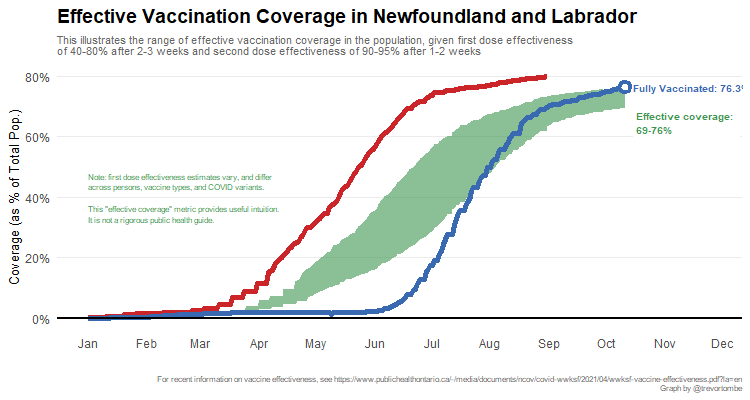 Effective Vaccination Coverage in Newfoundland and Labrador
This illustrates the range of effective vaccination coverage in the population, given first dose effectiveness
of 40-80% after 2-3 weeks and second dose effectiveness of 90-95% after 1-2 weeks
80%
Fully Vaccinated: 76.3%
Effective coverage:
69-76%
60%
Note: first dose effectiveness estimates vary, and differ
across persons, vaccine types, and COVID variants.
40%
This "effective coverage" metric provides useful intuition.
It is not a rigorous public health guide.
20%
0%
Coverage (as % of Total Pop.)
Jan Feb Mar Apr May Jun Jul Aug Sep Oct Nov Dec
For recent information on vaccine effectiveness, see https://www.publichealthontario.ca/-/media/documents/ncov/covid-wwksf/2021/04/wwksf-vaccine-effectiveness.pdf?la=en
Graph by @trevortombe